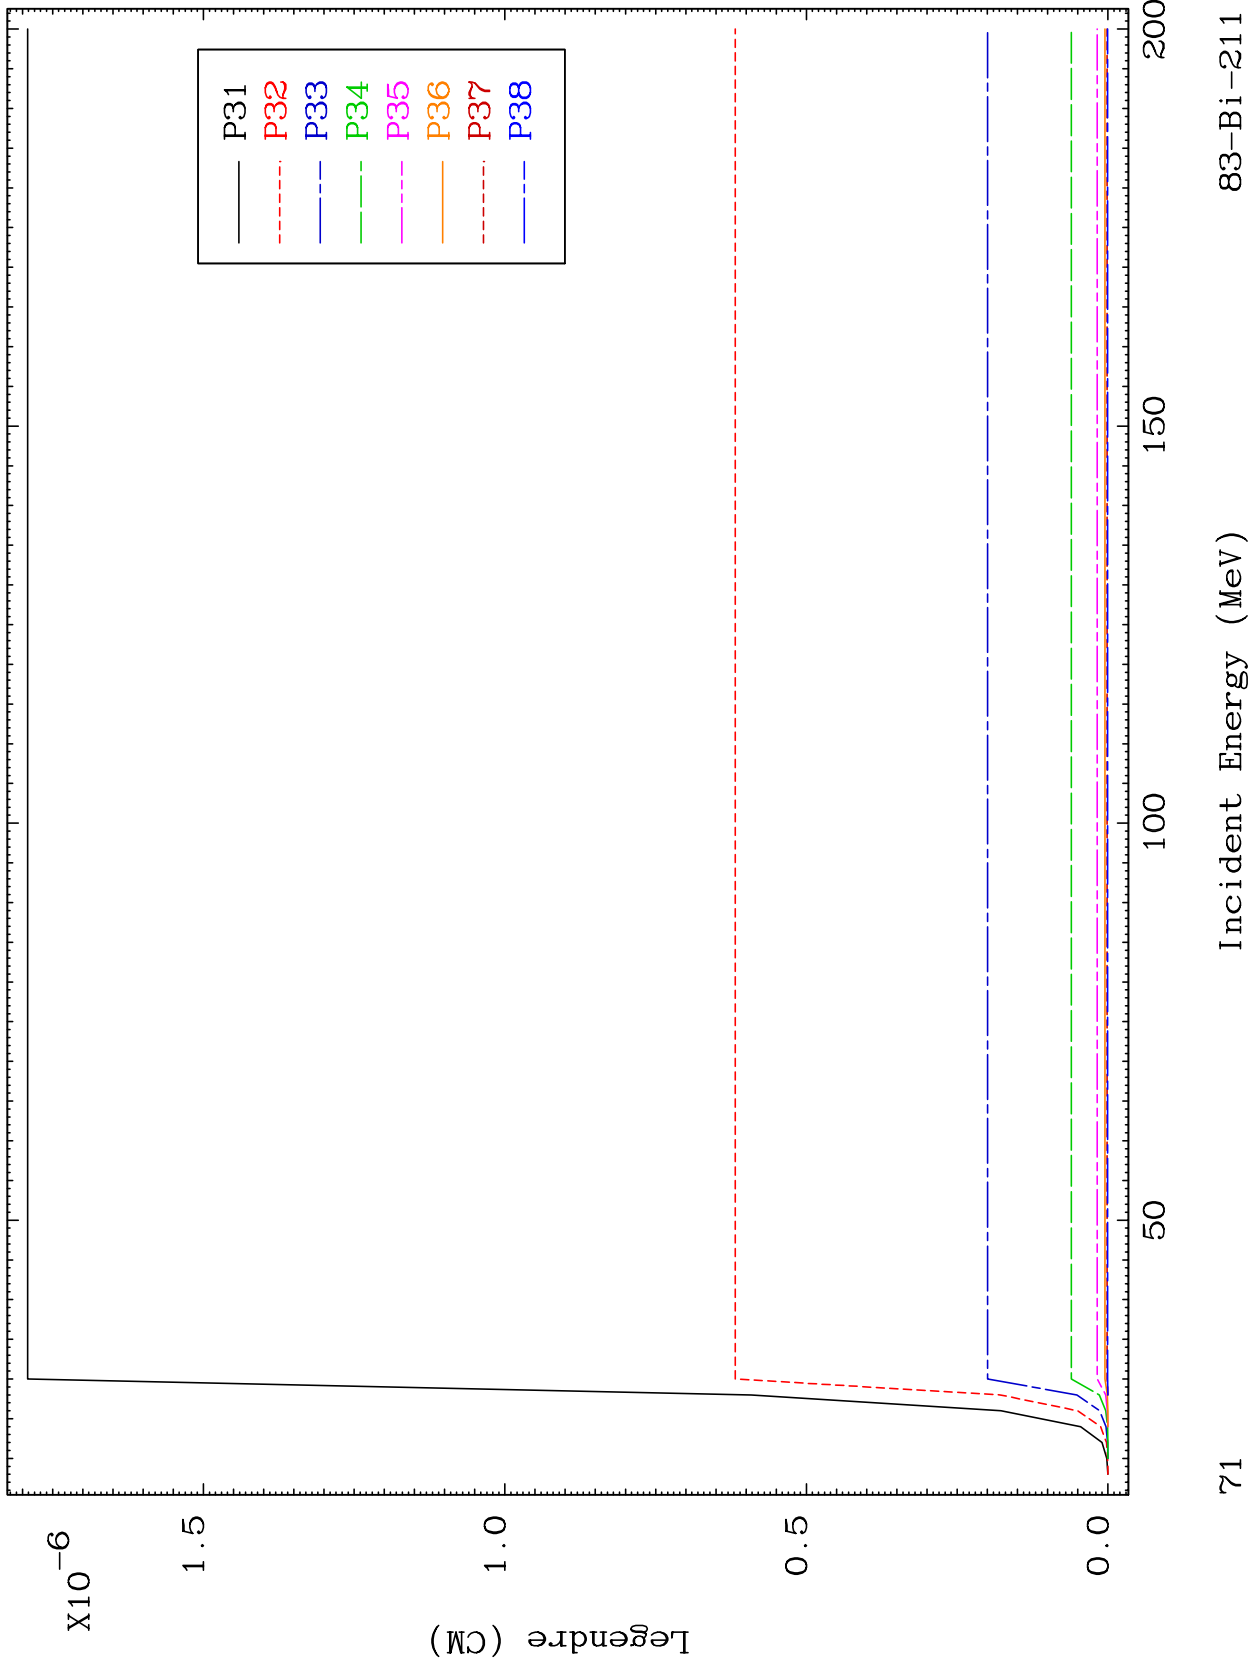 X10-6
1.5
1.0
0.5
0.0
Legendre (CM)
P31
P32
P33
P34
P35
P36
P37
P38
50
100
150
200
Incident Energy (MeV)
71
83-Bi-211